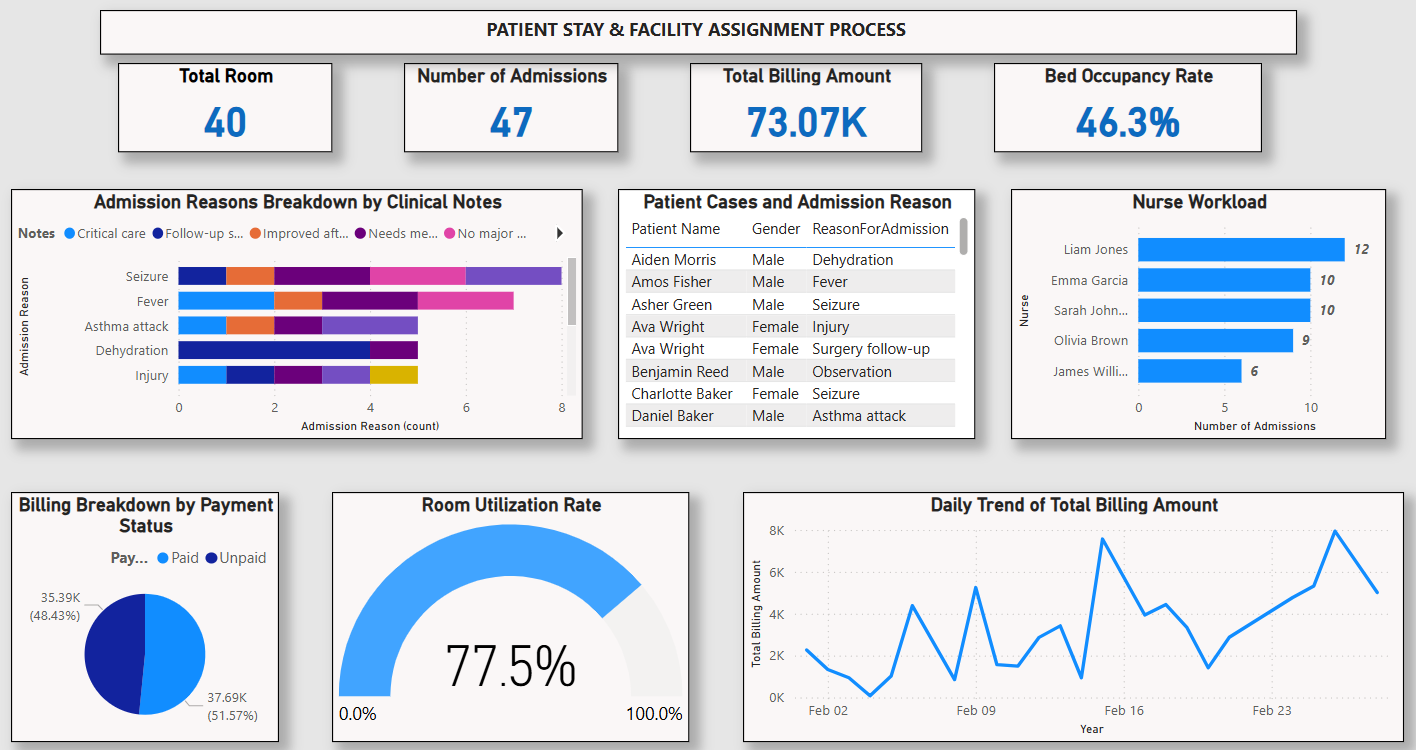 PATIENT STAY & FACILITY ASSIGNMENT PROCESS
Total Room
40
Number of Admissions
47
Total Billing Amount
73.07K
Bed Occupancy Rate
46.3%
Admission Reasons Breakdown by Clinical Notes
Notes Critical care Follow-up s... Improved aft... Needs me... No major ...
Admission Reason
Seizure
Fever
Asthma attack
Dehydration
Injury
0 2 4 6 8
Admission Reason (count)
Patient Cases and Admission Reason
Patient Name Gender ReasonForAdmission
Aiden Morris Male Dehydration
Amos Fisher Male Fever
Asher Green Male Seizure
Ava Wright Female Injury
Ava Wright Female Surgery follow-up
Benjamin Reed Male Observation
Charlotte Baker Female Seizure
Daniel Baker Male Asthma attack
Nurse Workload
Nurse
Liam Jones 12
Emma Garcia 10
Sarah John... 10
Olivia Brown 9
James Willi... 6
0 5 10
Number of Admissions
Billing Breakdown by Payment
Status
Pay... Paid Unpaid
35.39K
(48.43%)
37.69K
(51.57%)
Room Utilization Rate
77.5%
0.0% 100.0%
Daily Trend of Total Billing Amount
Total Billing Amount
8K
6K
4K
2K
0K
Feb 02 Feb 09 Feb 16 Feb 23
Year